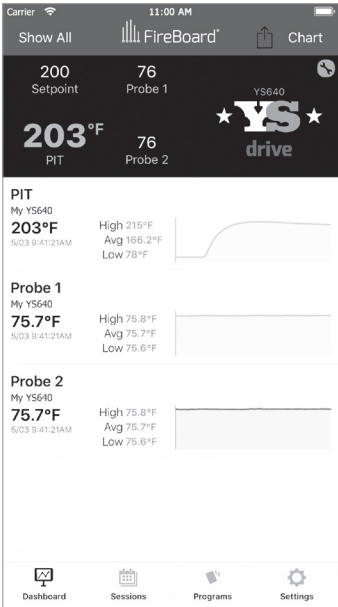 Carrier 11:00 AM
Show All FireBoard® Chart
200 76
Setpoint Probe 1
YS640
203°F YS
PIT drive
76
Probe 2
PIT
My YS640
203°F
5/03 9:41:21AM
High 215°F
Avg 166.2°F
Low 78°F
Probe 1
My YS640
75.7°F
5/03 9:41:21AM
High 75.8°F
Avg 75.7°F
Low 75.6°F
Probe 2
My YS640
75.7°F
5/03 9:41:21AM
High 75.8°F
Avg 75.7°F
Low 75.6°F
Dashboard Sessions Programs Settings